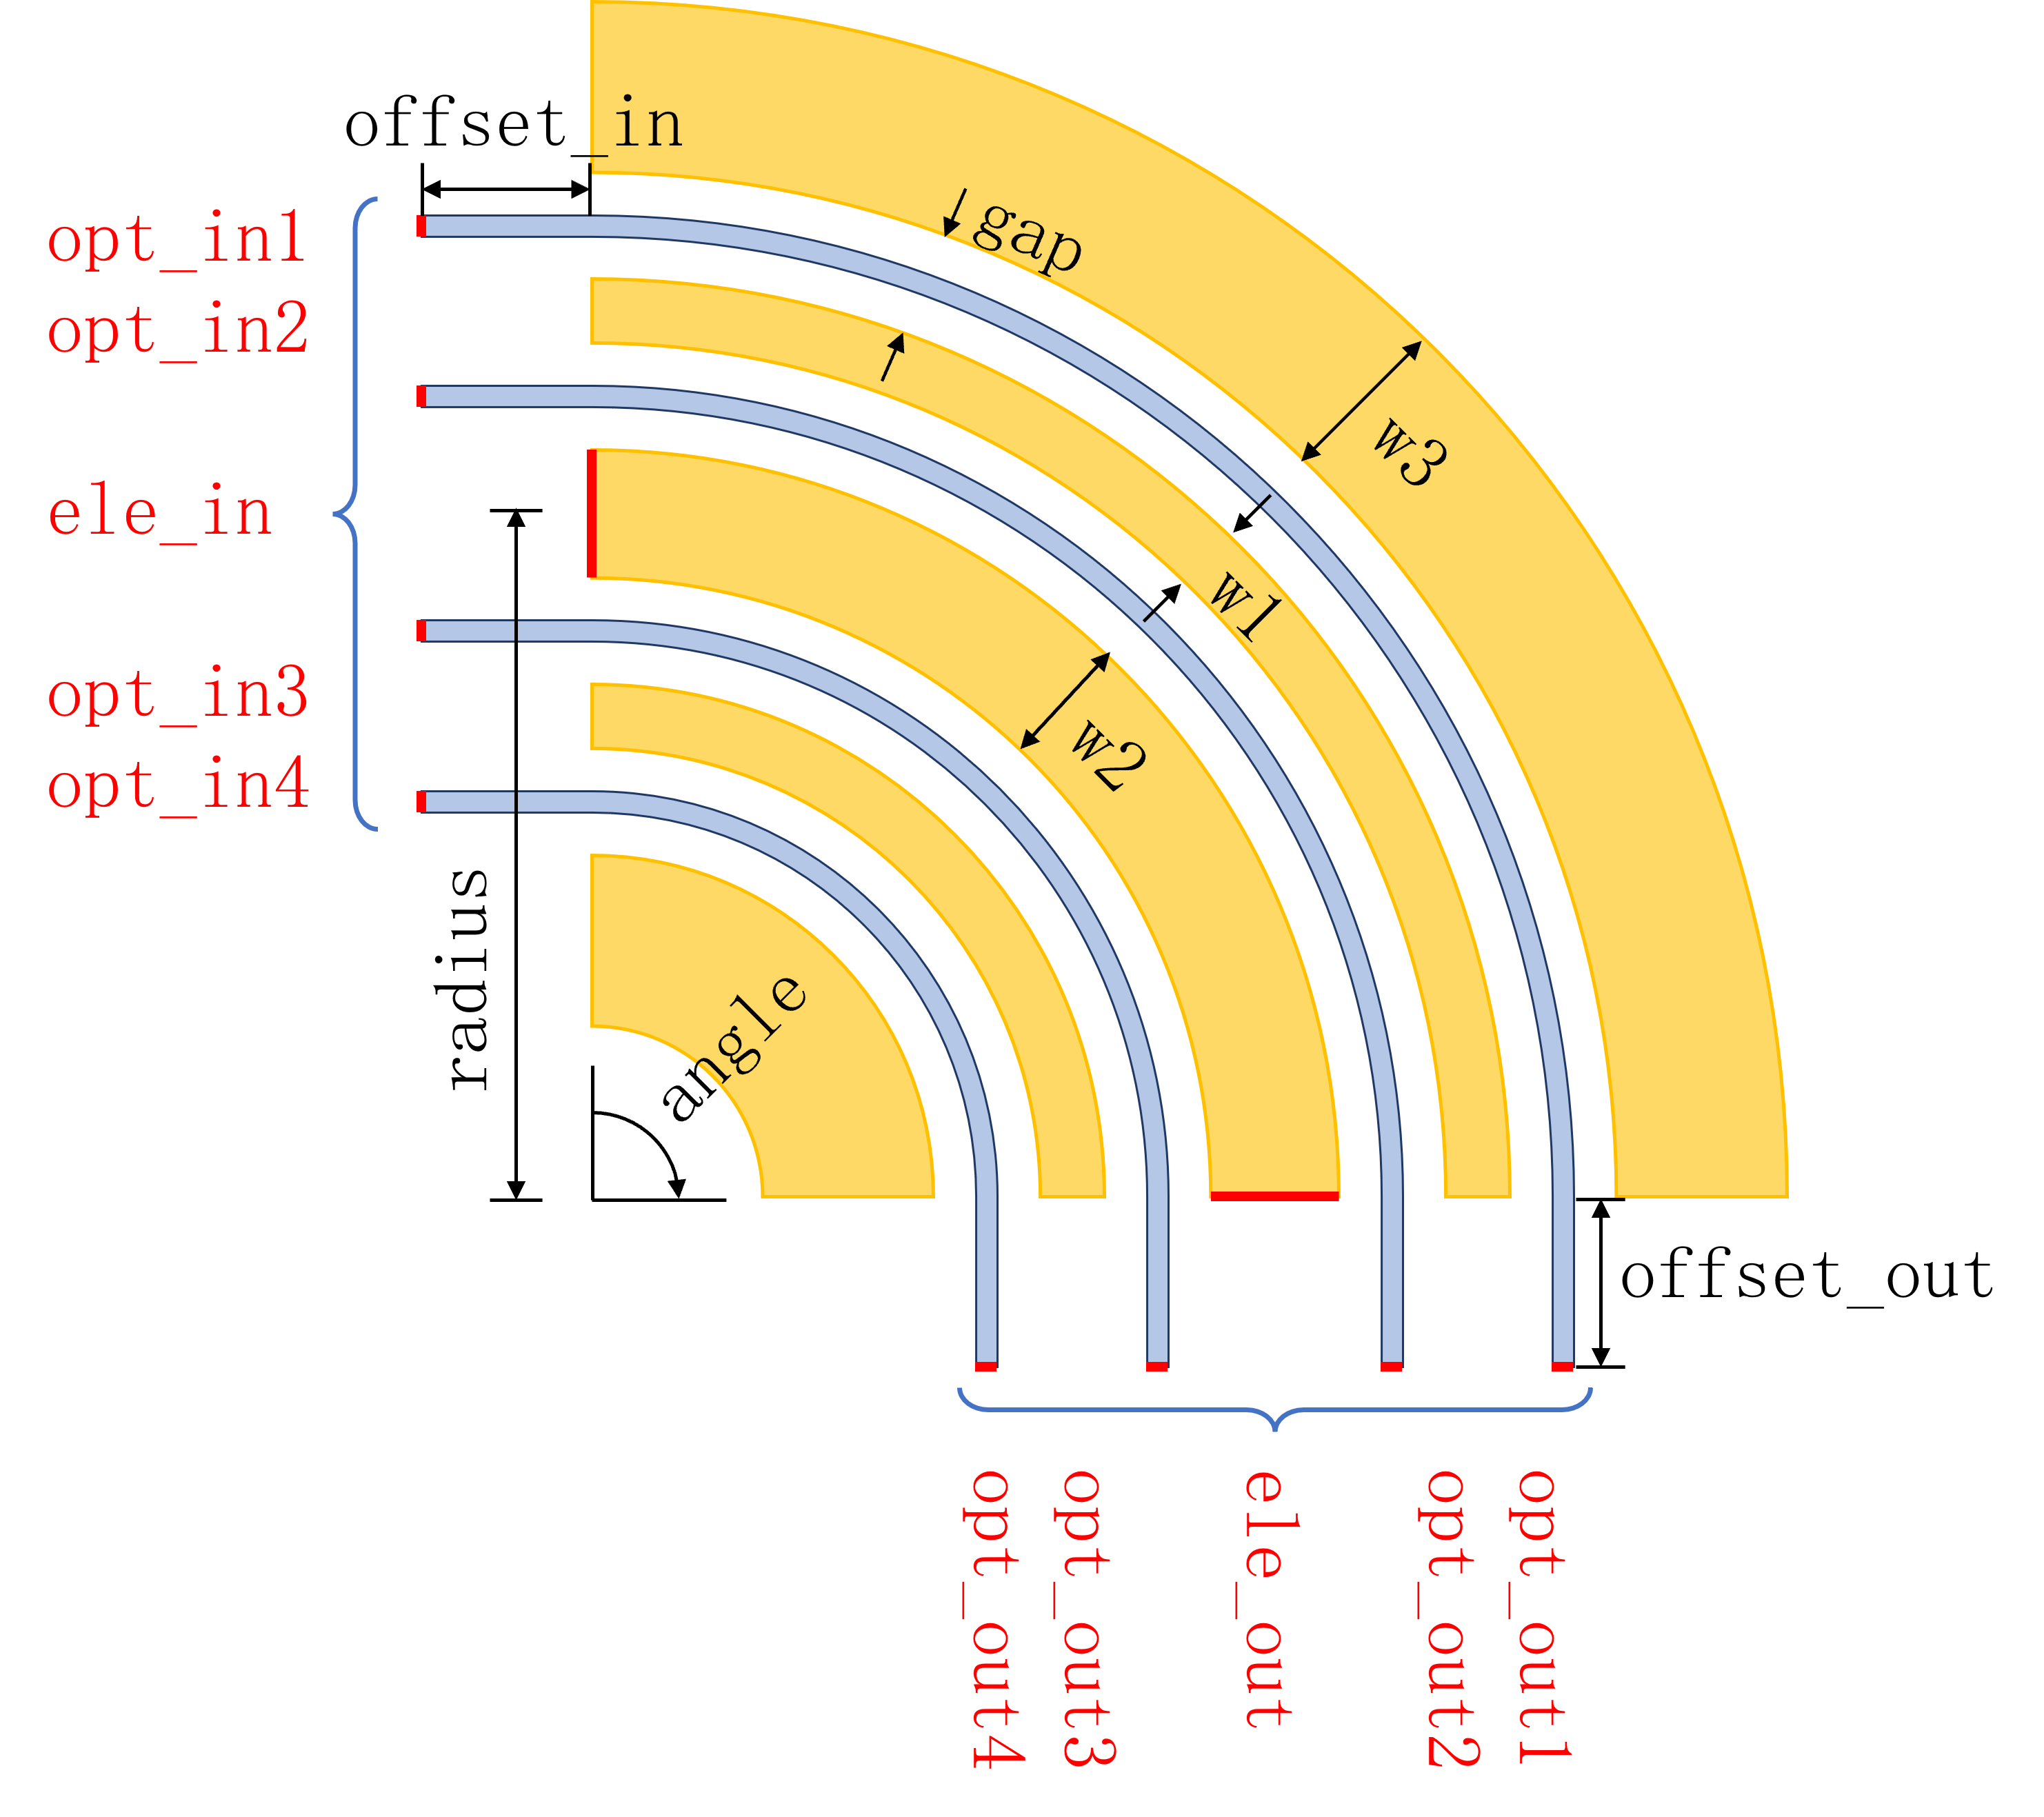 offset_in
opt_in1
opt_in2
ele_in
opt_in3
opt_in4
gap
w3
w1
w2
radius
angle
offset_out
opt_out4
opt_out3
ele_out
opt_out2
opt_out1